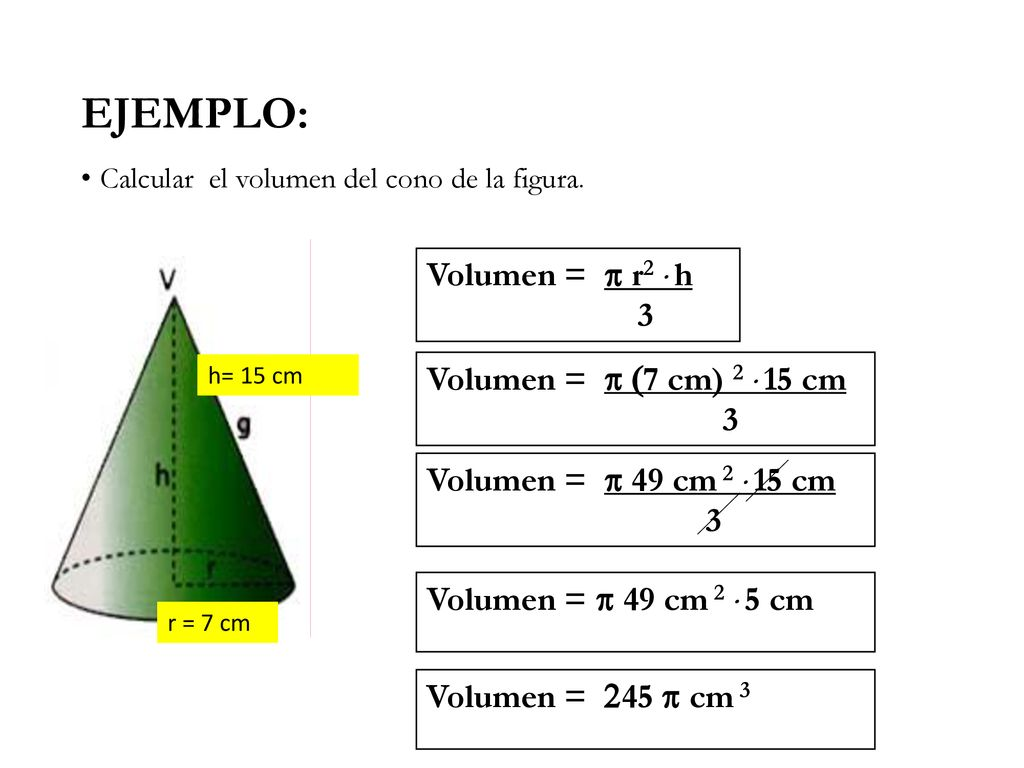 EJEMPLO:
• Calcular el volumen del cono de la figura.
V
h= 15 cm
g
h
r
r = 7 cm
Volumen = π r² · h
3
Volumen = π (7 cm) ² · 15 cm
3
Volumen = π 49 cm ² · 15 cm
3
Volumen = π 49 cm ² · 5 cm
Volumen = 245 π cm ³